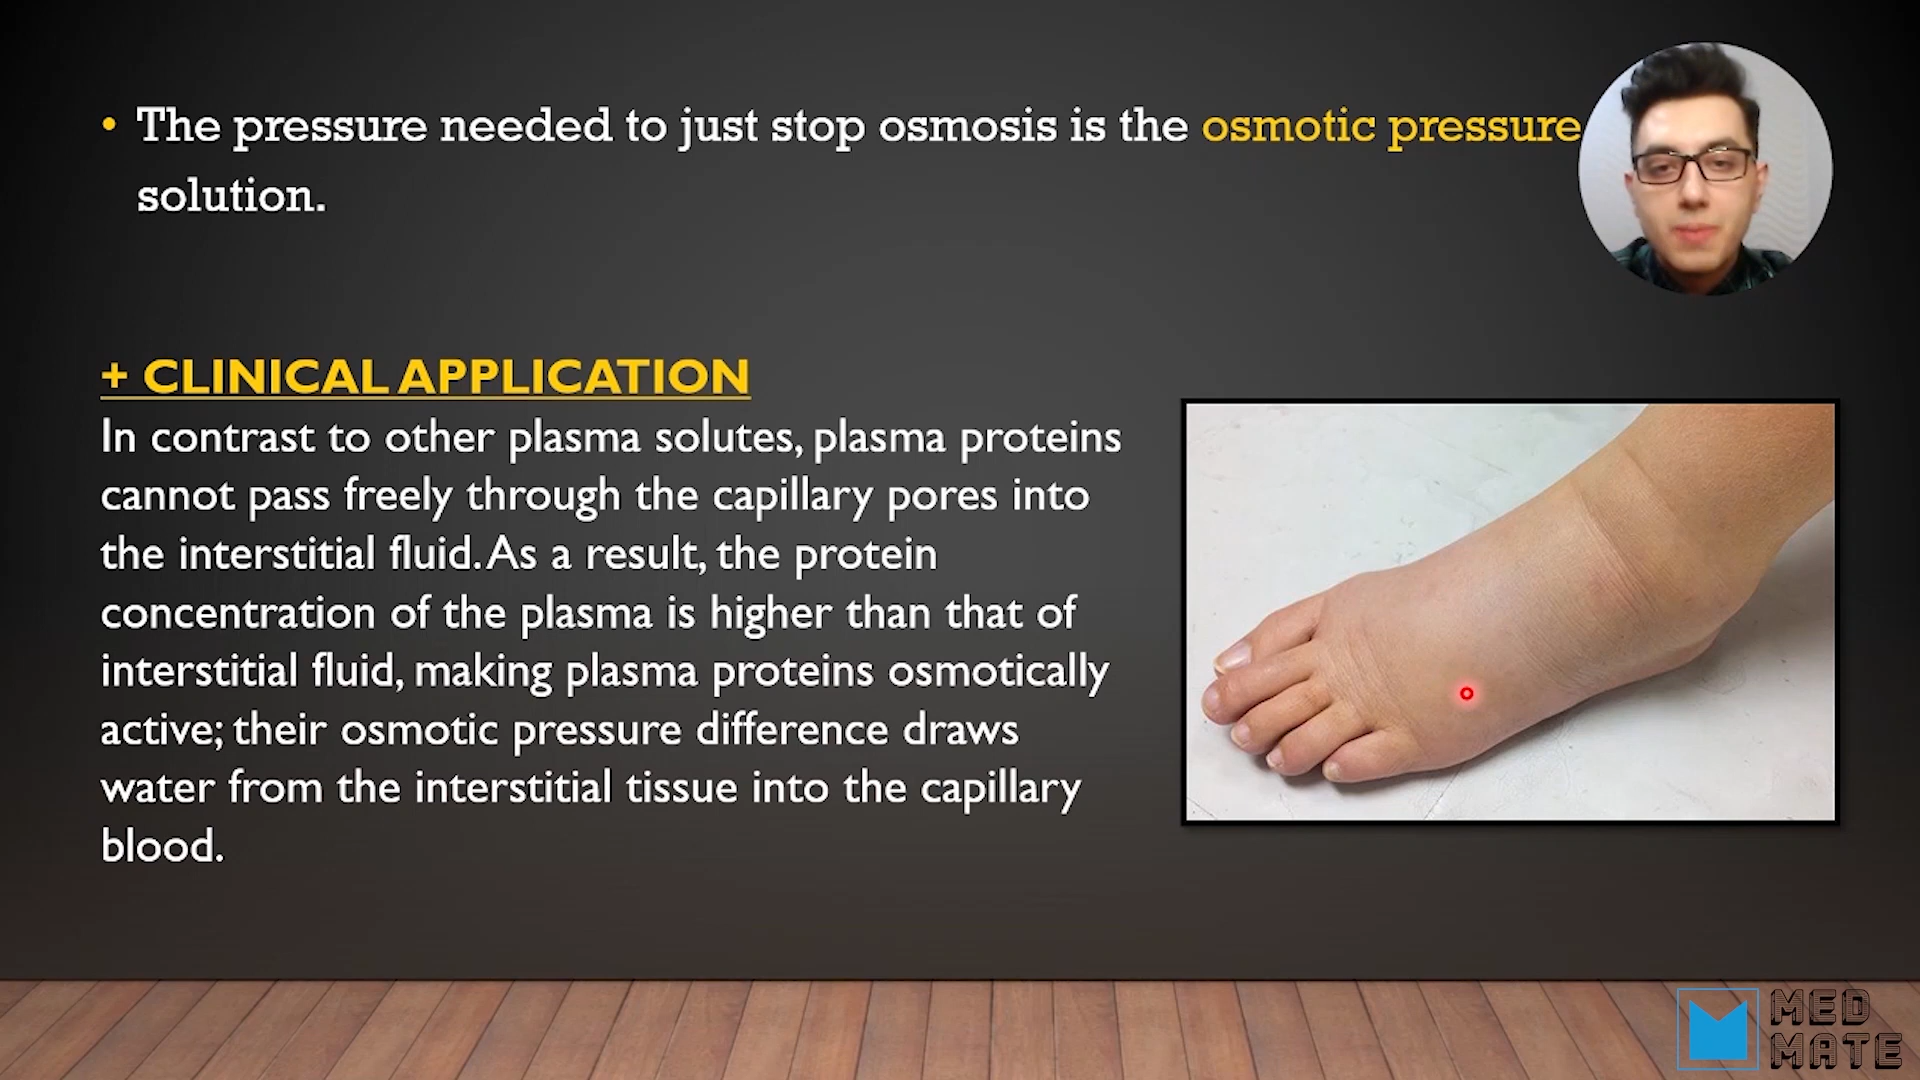 • The pressure needed to just stop osmosis is the osmotic pressure
solution.
+ CLINICAL APPLICATION
In contrast to other plasma solutes, plasma proteins
cannot pass freely through the capillary pores into
the interstitial fluid. As a result, the protein
concentration of the plasma is higher than that of
interstitial fluid, making plasma proteins osmotically
active; their osmotic pressure difference draws
water from the interstitial tissue into the capillary
blood.
MED
MATE